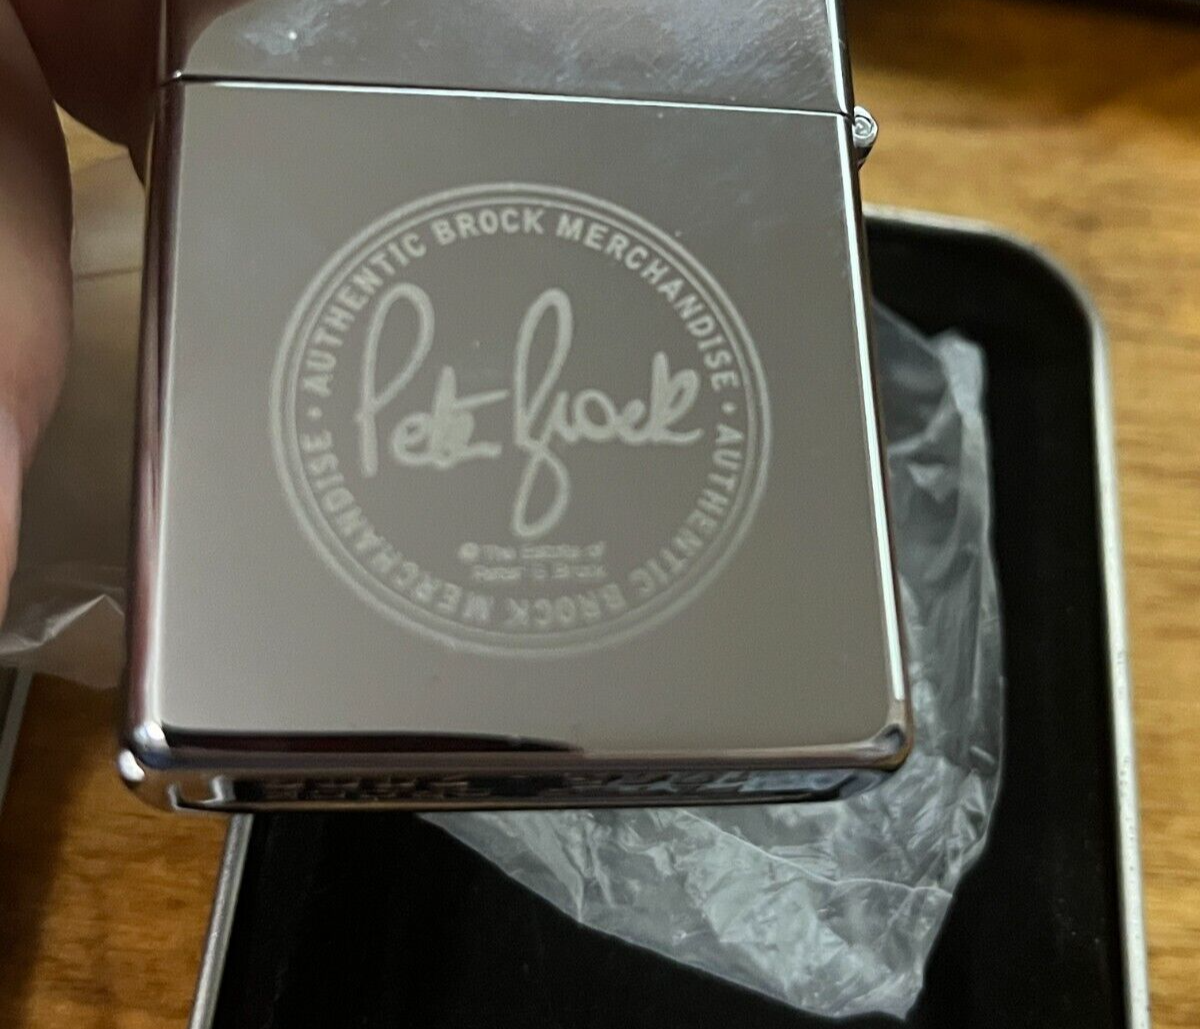 AUTHENTIC BROCK MERCHANDISE • AUTHENTIC BROCK MERCHANDISE •
Peter Brock
© The Estate of
Peter G Brock